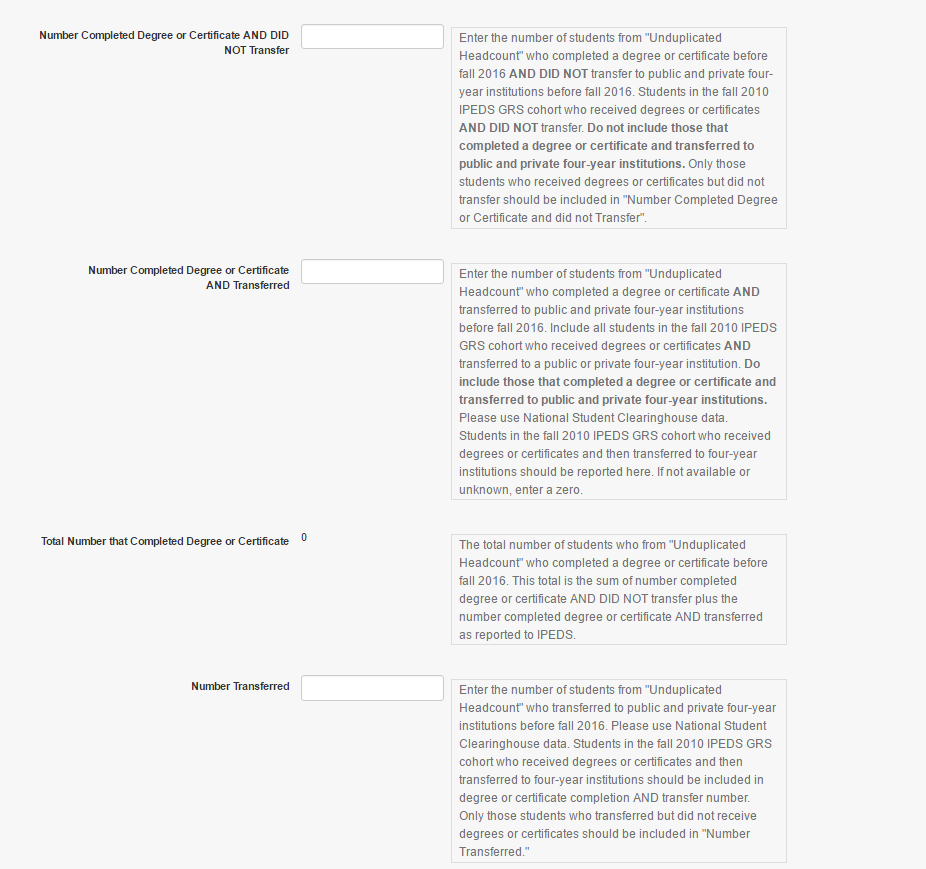 Number Completed Degree or Certificate AND DID
NOT Transfer
Enter the number of students from "Unduplicated
Headcount" who completed a degree or certificate before
fall 2016 AND DID NOT transfer to public and private four-
year institutions before fall 2016. Students in the fall 2010
IPEDS GRS cohort who received degrees or certificates
AND DID NOT transfer. Do not include those that
completed a degree or certificate and transferred to
public and private four-year institutions. Only those
students who received degrees or certificates but did not
transfer should be included in "Number Completed Degree
or Certificate and did not Transfer".
Number Completed Degree or Certificate
AND Transferred
Enter the number of students from "Unduplicated
Headcount" who completed a degree or certificate AND
transferred to public and private four-year institutions
before fall 2016. Include all students in the fall 2010 IPEDS
GRS cohort who received degrees or certificates AND
transferred to a public or private four-year institution. Do
include those that completed a degree or certificate and
transferred to public and private four-year institutions.
Please use National Student Clearinghouse data.
Students in the fall 2010 IPEDS GRS cohort who received
degrees or certificates and then transferred to four-year
institutions should be reported here. If not available or
unknown, enter a zero.
Total Number that Completed Degree or Certificate 0
The total number of students who from "Unduplicated
Headcount" who completed a degree or certificate before
fall 2016. This total is the sum of number completed
degree or certificate AND DID NOT transfer plus the
number completed degree or certificate AND transferred
as reported to IPEDS.
Number Transferred
Enter the number of students from "Unduplicated
Headcount" who transferred to public and private four-year
institutions before fall 2016. Please use National Student
Clearinghouse data. Students in the fall 2010 IPEDS GRS
cohort who received degrees or certificates and then
transferred to four-year institutions should be included in
degree or certificate completion AND transfer number.
Only those students who transferred but did not receive
degrees or certificates should be included in "Number
Transferred."